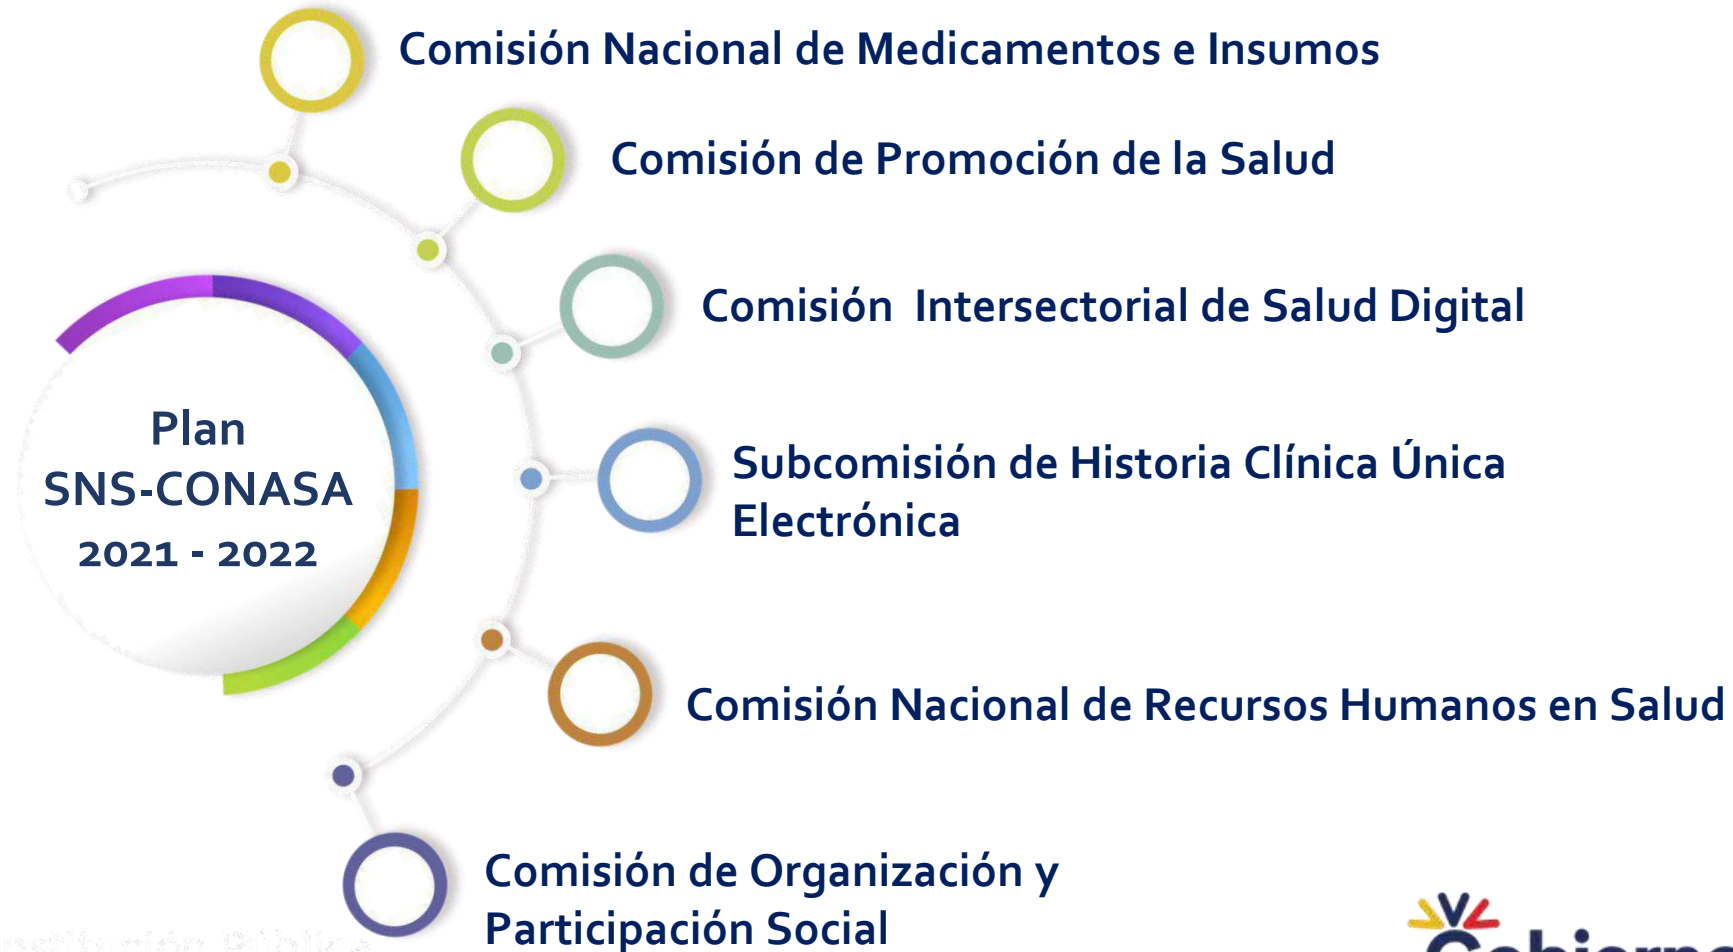 Comisión Nacional de Medicamentos e Insumos
Comisión de Promoción de la Salud
Comisión Intersectorial de Salud Digital
Plan
SNS-CONASA
2021 - 2022
Subcomisión de Historia Clínica Única
Electrónica
Comisión Nacional de Recursos Humanos en Salud
Comisión de Organización y
Participación Social